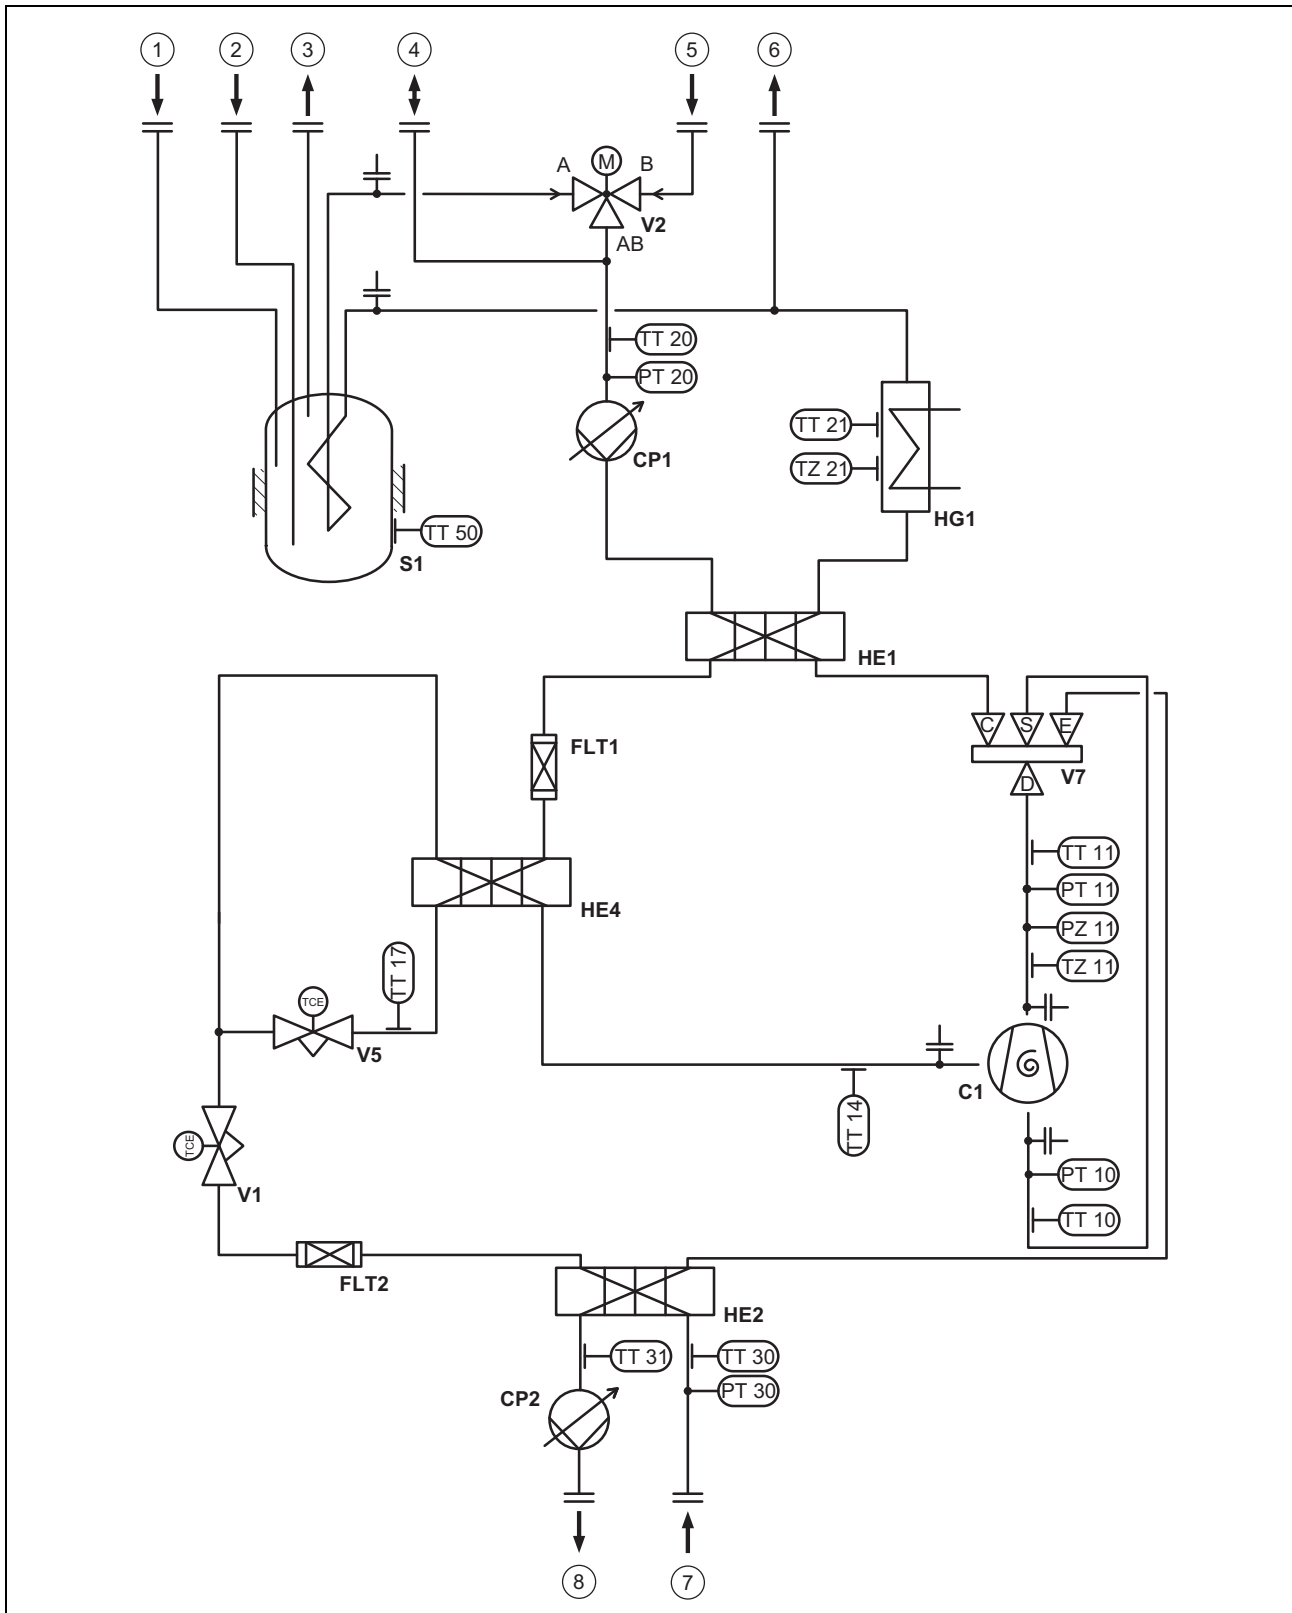 1 2 3 4 5 6
A M B
V2
AB
TT 20
PT 20
CP1
TT 21
TZ 21
HG1
TT 50
S1
HE1
C S E
FLT1
V7
D
TT 11
PT 11
HE4
PZ 11
TT 17
TZ 11
TCE
V5
C1
TT 14
TCE
PT 10
V1
TT 10
FLT2
HE2
TT 31
TT 30
PT 30
CP2
8 7